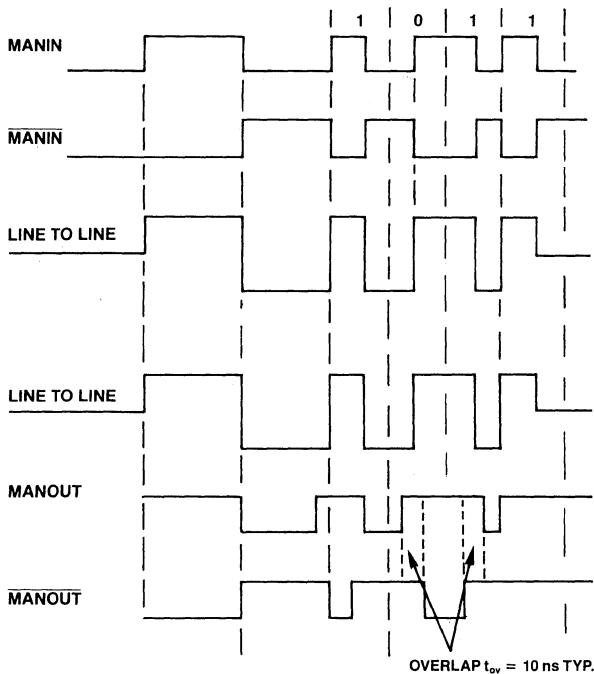 1 0 1 1
MANIN
MANIN
LINE TO LINE
LINE TO LINE
MANOUT
MANOUT
OVERLAP tov = 10 ns TYP.